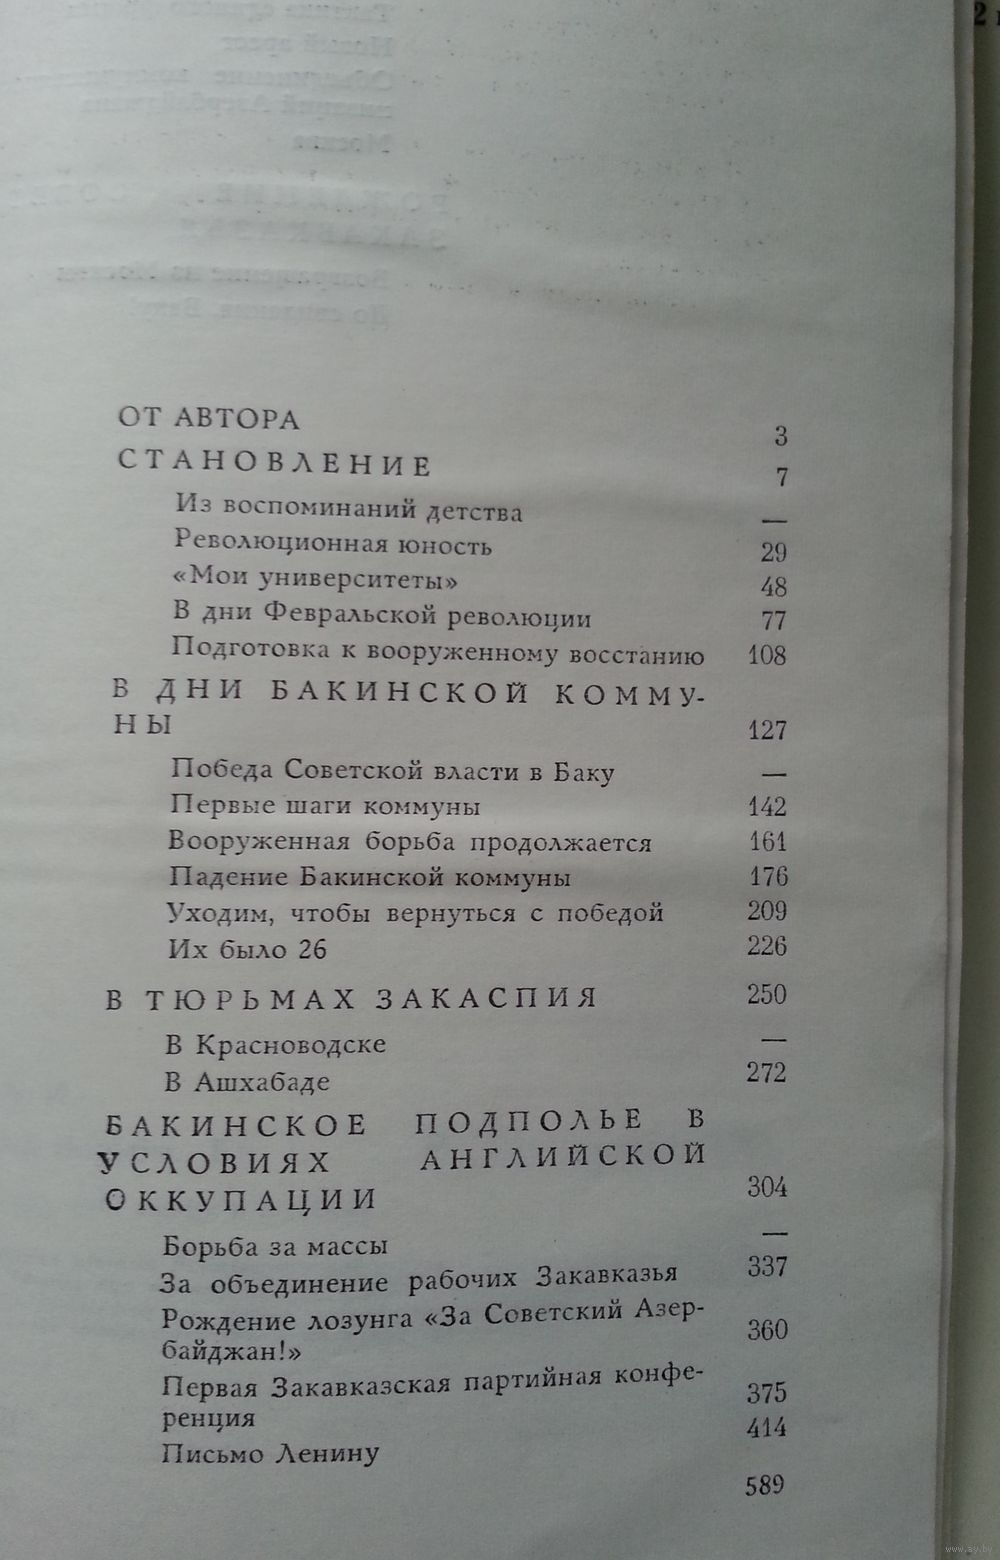 ОТ АВТОРА 3
СТАНОВЛЕНИЕ 7
Из воспоминаний детства —
Революционная юность 29
«Мои университеты» 48
В дни Февральской революции 77
Подготовка к вооруженному восстанию 108
В ДНИ БАКИНСКОЙ КОММУ-
НЫ 127
Победа Советской власти в Баку —
Первые шаги коммуны 142
Вооруженная борьба продолжается 161
Падение Бакинской коммуны 176
Уходим, чтобы вернуться с победой 209
Их было 26 226
В ТЮРЬМАХ ЗАКАСПИЯ 250
В Красноводске —
В Ашхабаде 272
БАКИНСКОЕ ПОДПОЛЬЕ В
УСЛОВИЯХ АНГЛИЙСКОЙ
ОККУПАЦИИ 304
Борьба за массы —
За объединение рабочих Закавказья 337
Рождение лозунга «За Советский Азер-
байджан!» 360
Первая Закавказская партийная конфе-
ренция 375
Письмо Ленину 414
589
www.ay.by